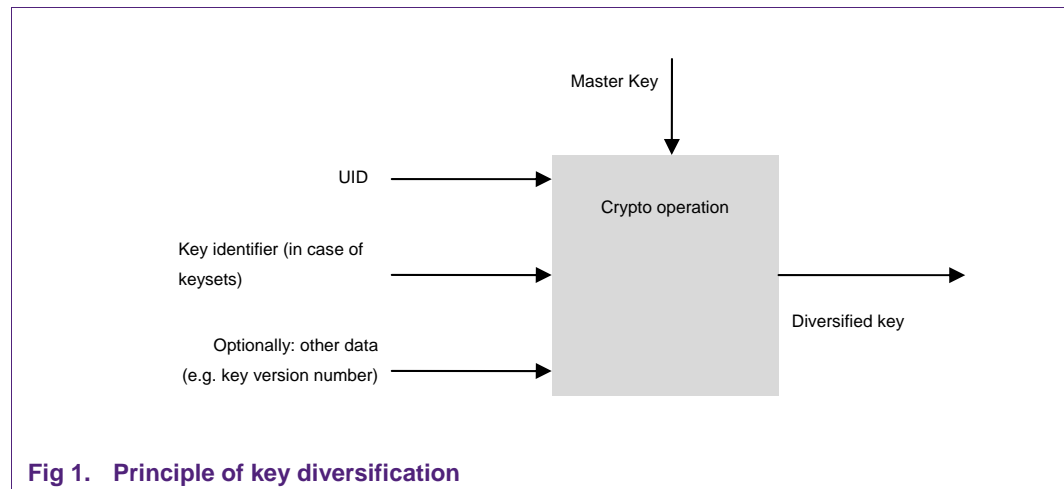 Master Key
UID
Crypto operation
Key identifier (in case of
keysets)
Diversified key
Optionally: other data
(e.g. key version number)
Fig 1. Principle of key diversification